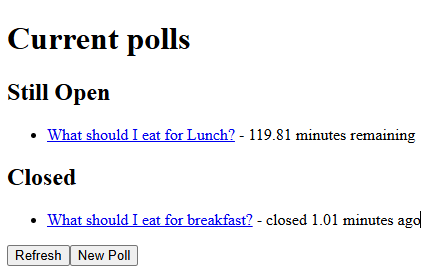 Current polls
Still Open
What should I eat for Lunch? - 119.81 minutes remaining
Closed
What should I eat for breakfast? - closed 1.01 minutes ago
Refresh New Poll